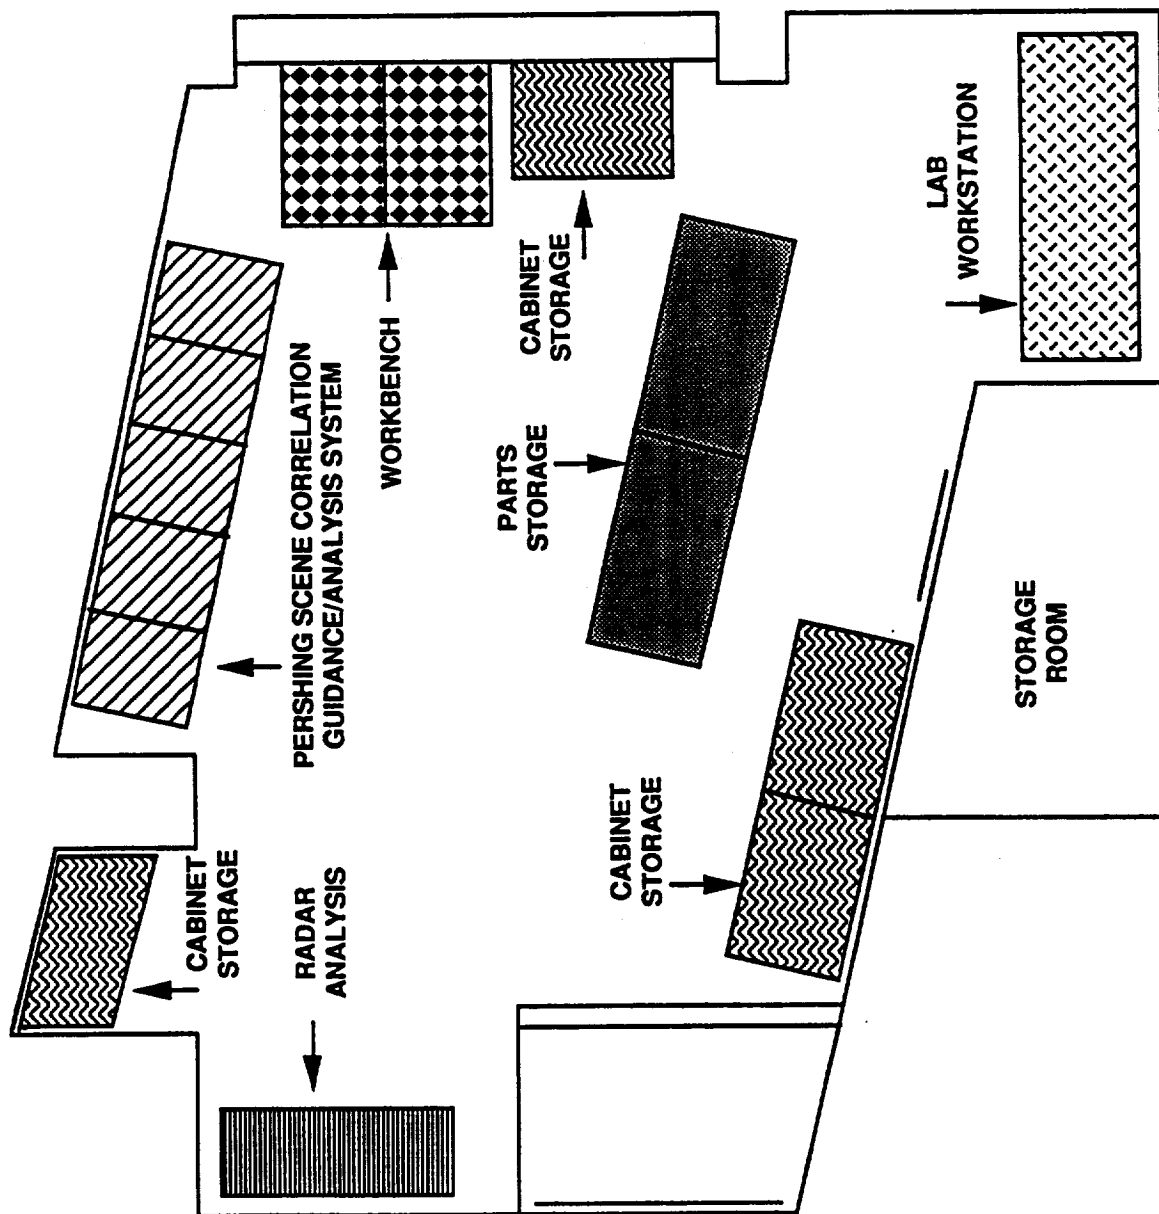 CABINET
STORAGE
RADAR
ANALYSIS
PERSHING SCENE CORRELATION
GUIDANCE/ANALYSIS SYSTEM
WORKBENCH
CABINET
STORAGE
PARTS
STORAGE
CABINET
STORAGE
LAB
WORKSTATION
STORAGE
ROOM